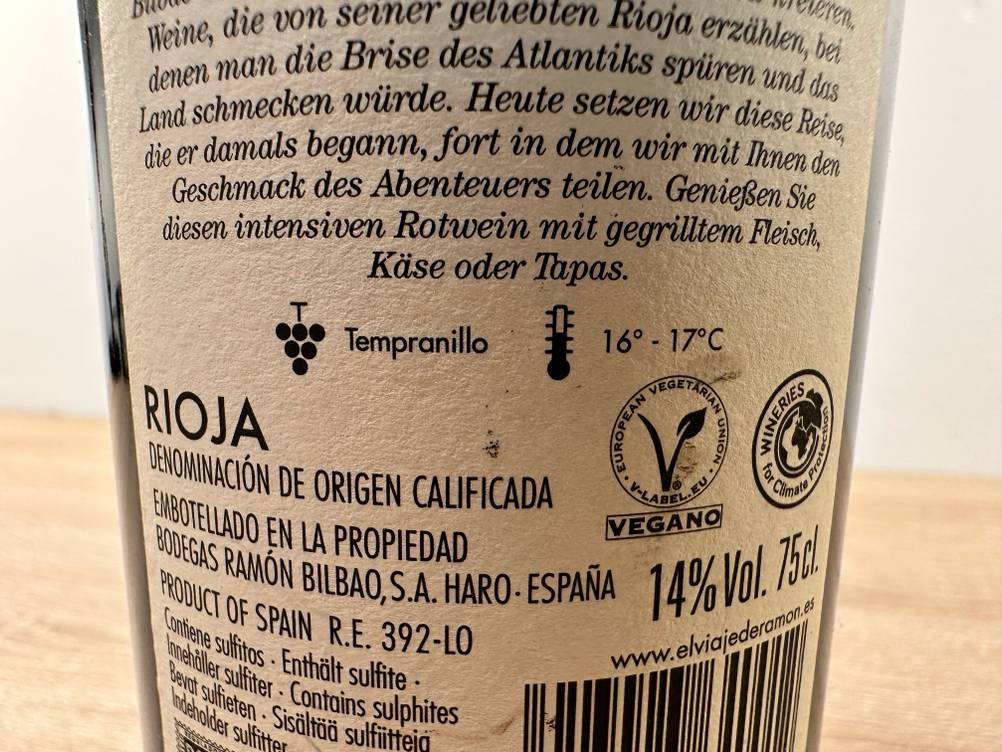 Weine, die von seiner geliebten Rioja erzählen, bei
denen man die Brise des Atlantiks spüren und das
Land schmecken würde. Heute setzen wir diese Reise,
die er damals begann, fort in dem wir mit Ihnen den
Geschmack des Abenteuers teilen. Genießen Sie
diesen intensiven Rotwein mit gegrilltem Fleisch,
Käse oder Tapas.
Tempranillo
16° - 17°C
RIOJA
DENOMINACIÓN DE ORIGEN CALIFICADA
EUROPEAN VEGETARIAN UNION
V-LABEL.EU
VEGANO
WINERIES
for Climate Protection
EMBOTELLADO EN LA PROPIEDAD
BODEGAS RAMÓN BILBAO, S.A. HARO - ESPAÑA
14% Vol. 75cl.
PRODUCT OF SPAIN R.E. 392-LO
www.elviajederamon.es
Contiene sulfitos · Enthält sulfite ·
Innehåller sulfiter · Contains sulphites
Bevat sulfieten · Sisältää sulfiitteja
Indeholder sulfitter